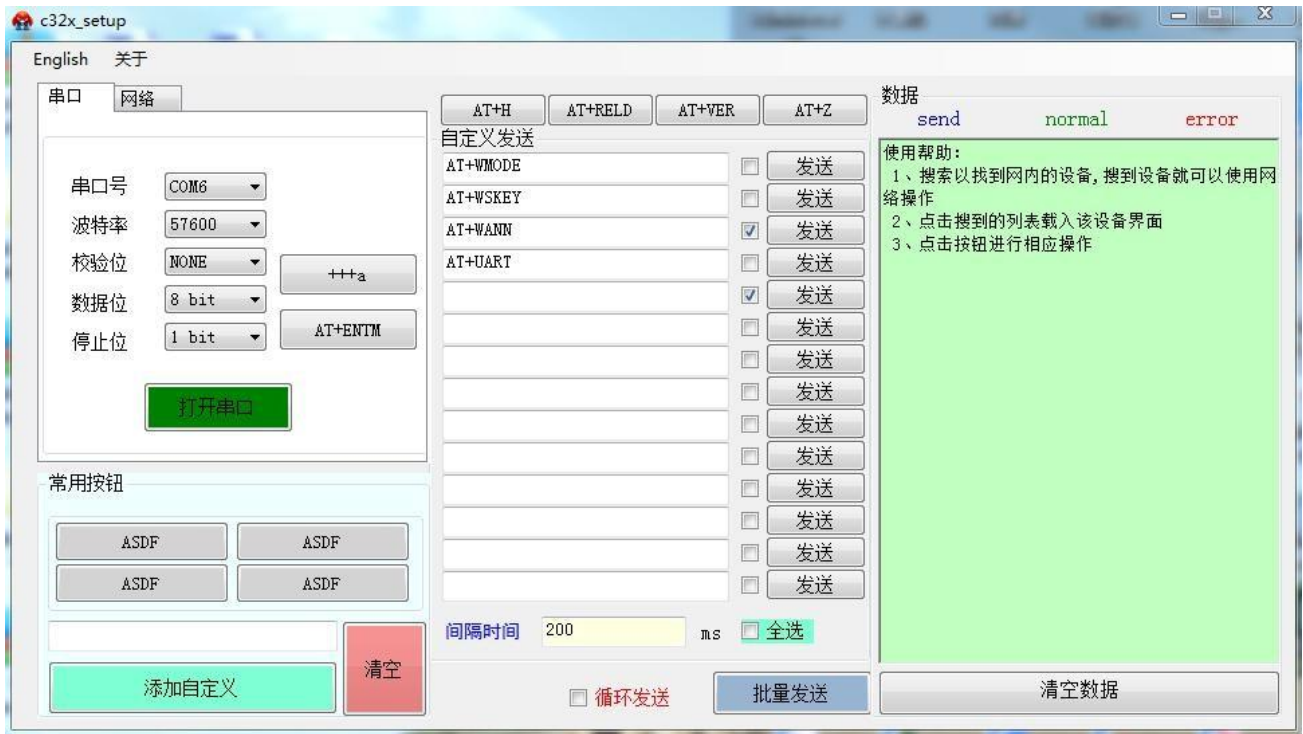 c32x_setup
English 关于
串口 网络
串口号 COM6
波特率 57600
校验位 NONE
数据位 8 bit
停止位 1 bit
+++a
AT+ENTM
打开串口
常用按钮
ASDF ASDF
ASDF ASDF
添加自定义
清空
AT+H AT+RELD AT+VER AT+Z
自定义发送
AT+WMODE 发送
AT+WSKEY 发送
AT+WANN 发送
AT+UART 发送
发送
发送
发送
发送
发送
发送
发送
发送
发送
发送
间隔时间 200 ms 全选
循环发送 批量发送
数据
send normal error
使用帮助:
1、搜索以找到网内的设备,搜到设备就可以使用网
络操作
2、点击搜到的列表载入该设备界面
3、点击按钮进行相应操作
清空数据